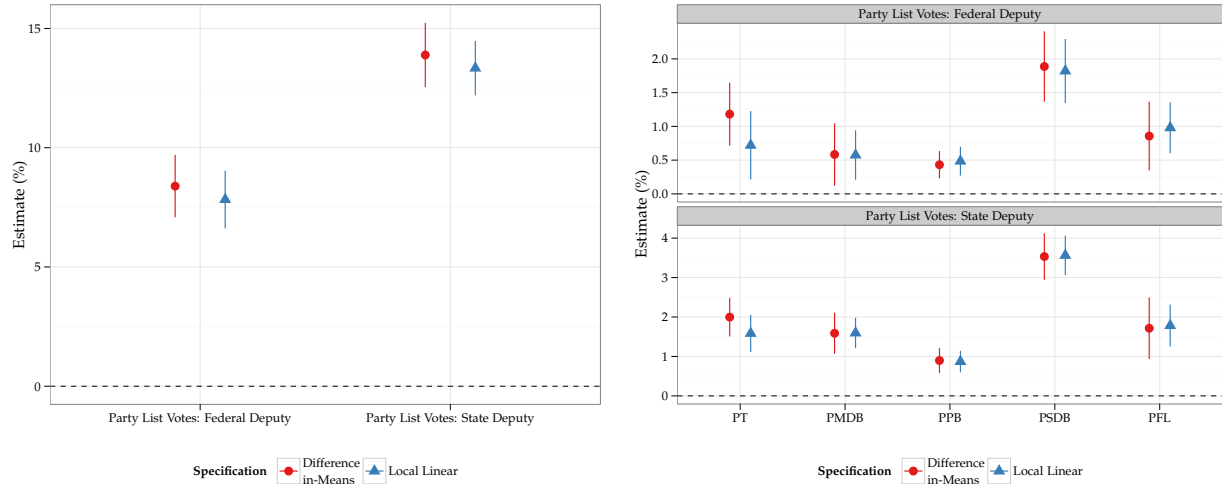 Estimate (%)
15
10
5
0
Party List Votes: Federal Deputy
Party List Votes: State Deputy
Specification
Difference
in-Means
Local Linear
Estimate (%)
Party List Votes: Federal Deputy
2.0
1.5
1.0
0.5
0.0
Party List Votes: State Deputy
4
3
2
1
0
PT
PMDB
PPB
PSDB
PFL
Specification
Difference
in-Means
Local Linear